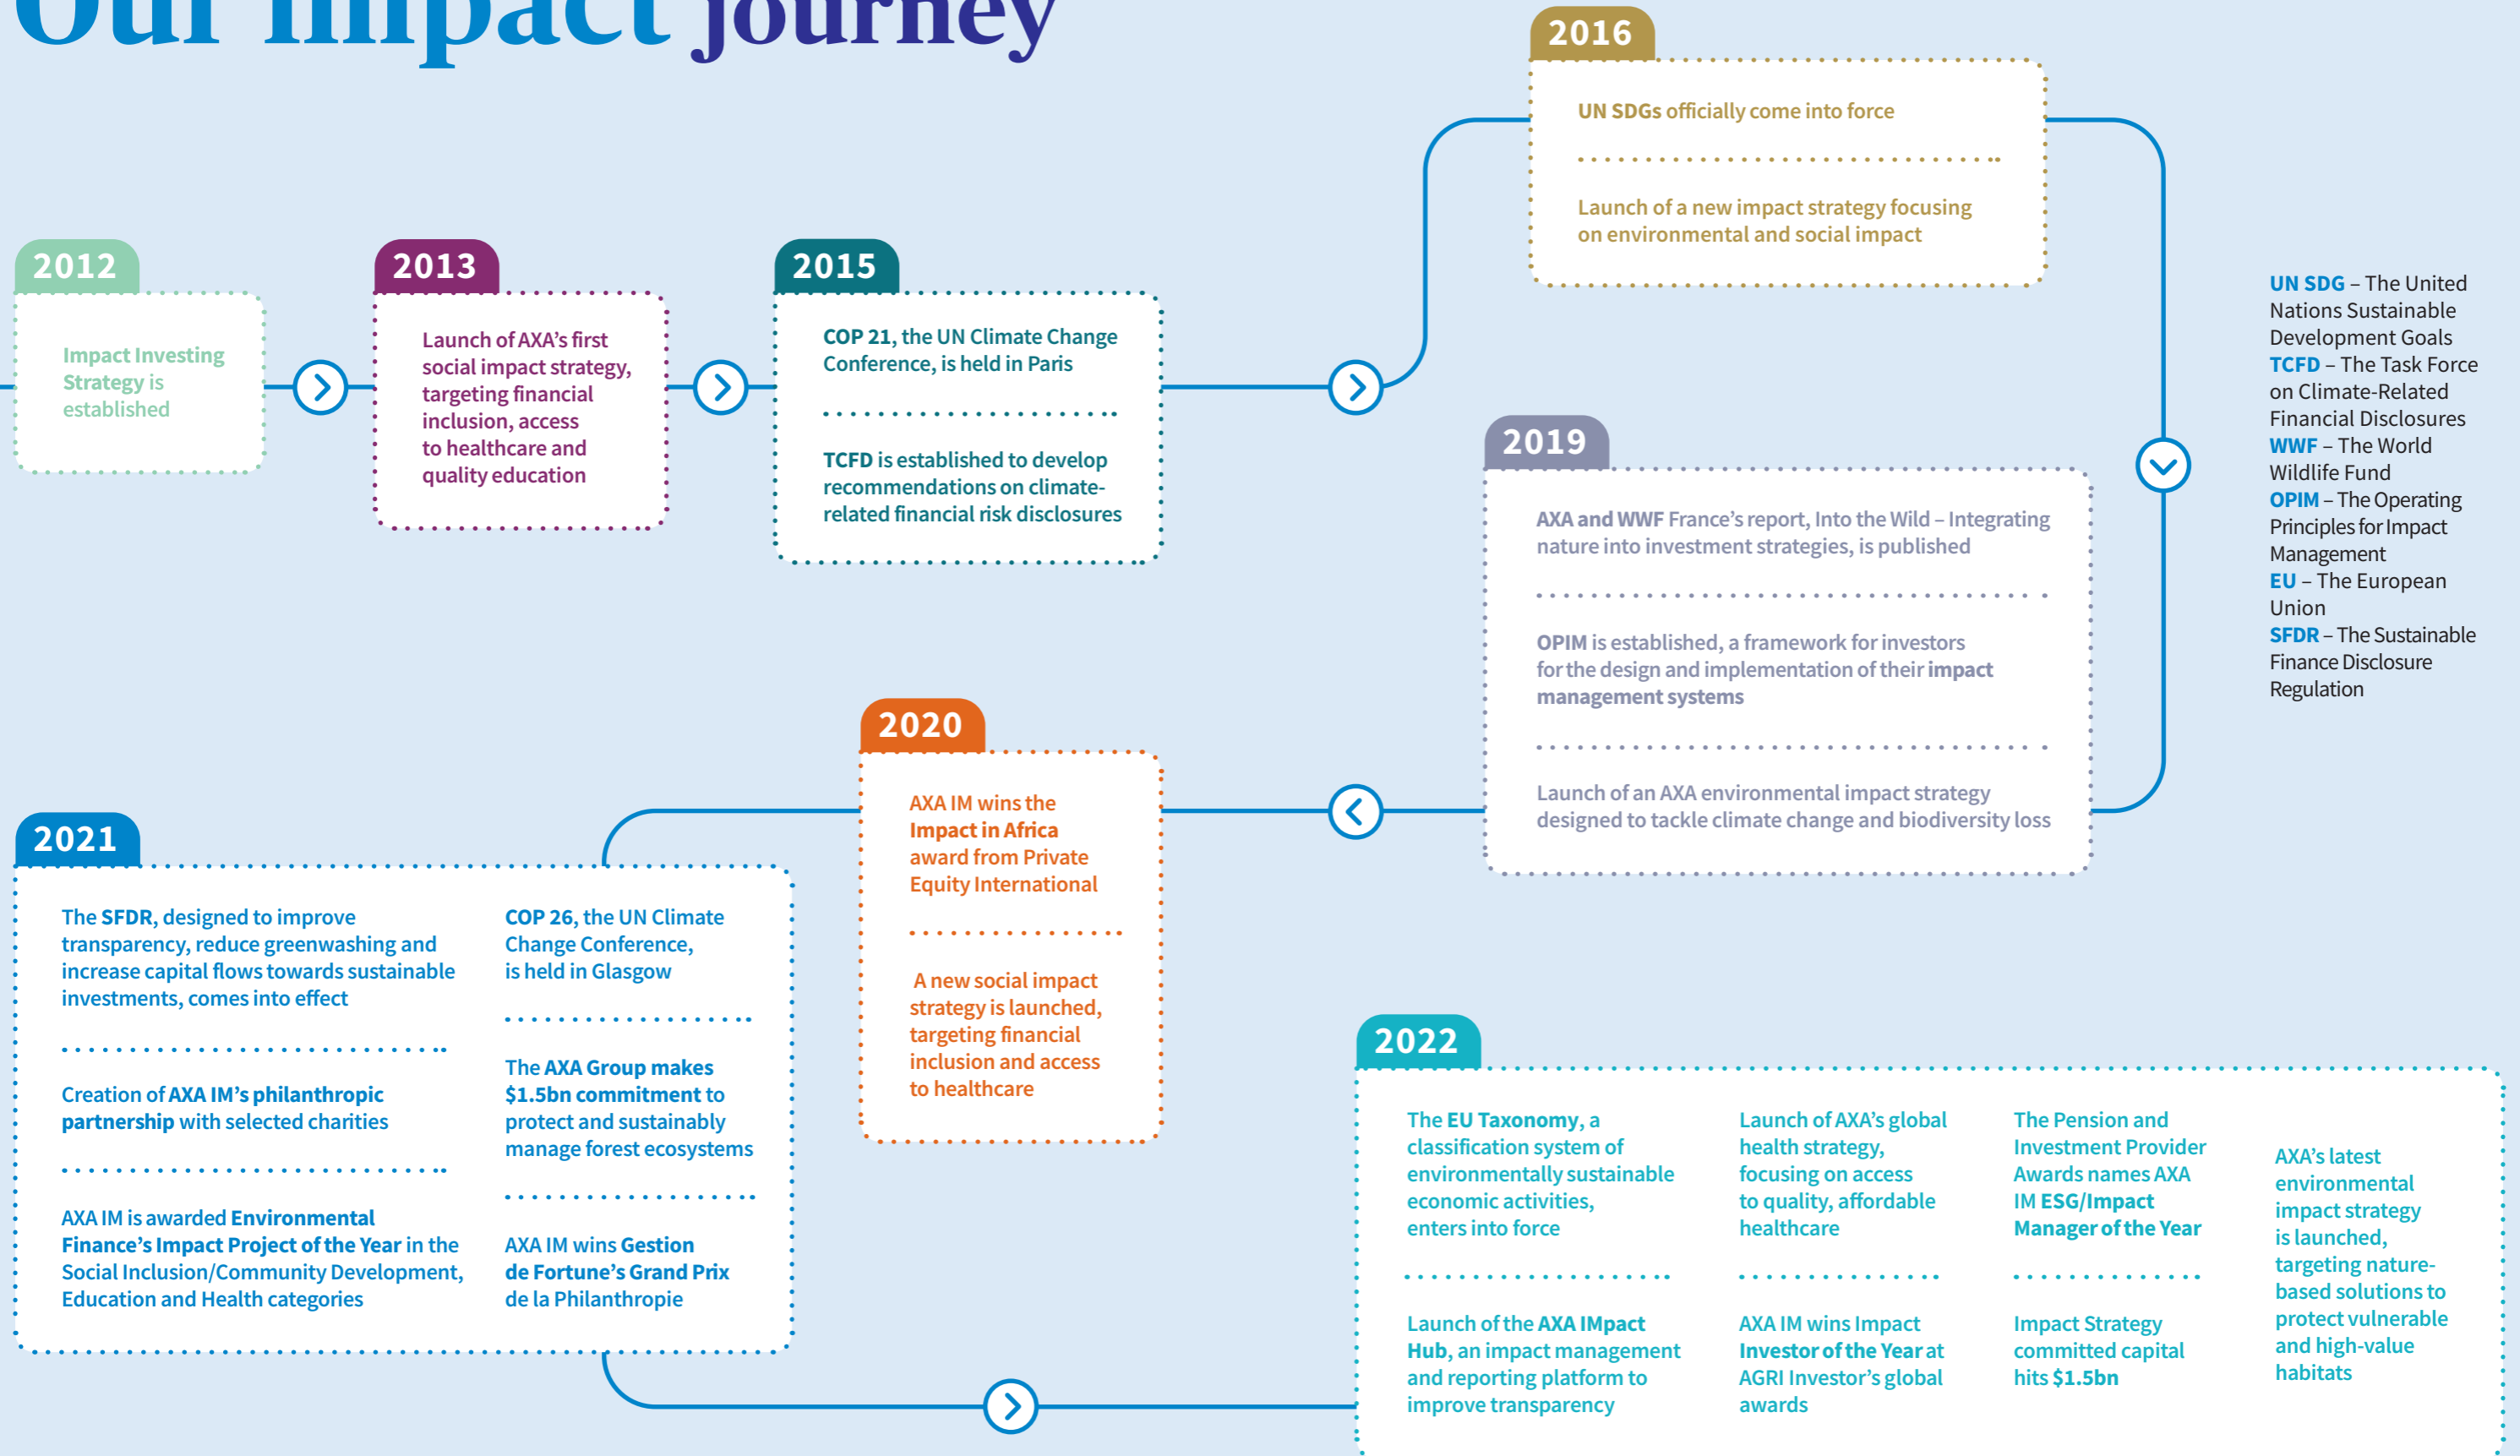 Our impact journey
2012
Impact Investing
Strategy is
established
2013
Launch of AXA’s first
social impact strategy,
targeting financial
inclusion, access
to healthcare and
quality education
2015
COP 21, the UN Climate Change
Conference, is held in Paris
TCFD is established to develop
recommendations on climate-
related financial risk disclosures
2016
UN SDGs officially come into force
Launch of a new impact strategy focusing
on environmental and social impact
UN SDG – The United
Nations Sustainable
Development Goals
TCFD – The Task Force
on Climate-Related
Financial Disclosures
WWF – The World
Wildlife Fund
OPIM – The Operating
Principles for Impact
Management
EU – The European
Union
SFDR – The Sustainable
Finance Disclosure
Regulation
2019
AXA and WWF France’s report, Into the Wild – Integrating
nature into investment strategies, is published
OPIM is established, a framework for investors
for the design and implementation of their impact
management systems
Launch of an AXA environmental impact strategy
designed to tackle climate change and biodiversity loss
2020
AXA IM wins the
Impact in Africa
award from Private
Equity International
A new social impact
strategy is launched,
targeting financial
inclusion and access
to healthcare
2021
The SFDR, designed to improve
transparency, reduce greenwashing and
increase capital flows towards sustainable
investments, comes into effect
Creation of AXA IM’s philanthropic
partnership with selected charities
AXA IM is awarded Environmental
Finance’s Impact Project of the Year in the
Social Inclusion/Community Development,
Education and Health categories
COP 26, the UN Climate
Change Conference,
is held in Glasgow
The AXA Group makes
$1.5bn commitment to
protect and sustainably
manage forest ecosystems
AXA IM wins Gestion
de Fortune’s Grand Prix
de la Philanthropie
2022
The EU Taxonomy, a
classification system of
environmentally sustainable
economic activities,
enters into force
Launch of the AXA IMpact
Hub, an impact management
and reporting platform to
improve transparency
Launch of AXA’s global
health strategy,
focusing on access
to quality, affordable
healthcare
AXA IM wins Impact
Investor of the Year at
AGRI Investor’s global
awards
The Pension and
Investment Provider
Awards names AXA
IM ESG/Impact
Manager of the Year
Impact Strategy
committed capital
hits $1.5bn
AXA’s latest
environmental
impact strategy
is launched,
targeting nature-
based solutions to
protect vulnerable
and high-value
habitats